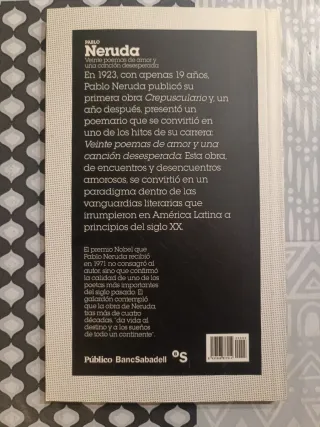 PABLO
Neruda
Veinte poemas de amor y
una canción desesperada
En 1923, con apenas 19 años,
Pablo Neruda publicó su
primera obra Crepusculario y, un
año después, presentó un
poemario que se convirtió en
uno de los hitos de su carrera:
Veinte poemas de amor y una
canción desesperada. Esta obra,
de encuentros y desencuentros
amorosos, se convirtió en un
paradigma dentro de las
vanguardias literarias que
irrumpieron en América Latina a
principios del siglo XX.
El premio Nobel que
Pablo Neruda recibió
en 1971 no consagró al
autor, sino que confirmó
la calidad de uno de los
poetas más importantes
del siglo pasado. El
galardón contempló
que la obra de Neruda,
tras más de cuatro
décadas, "da vida al
destino y a los sueños
de todo un continente".
Público BancSabadell S